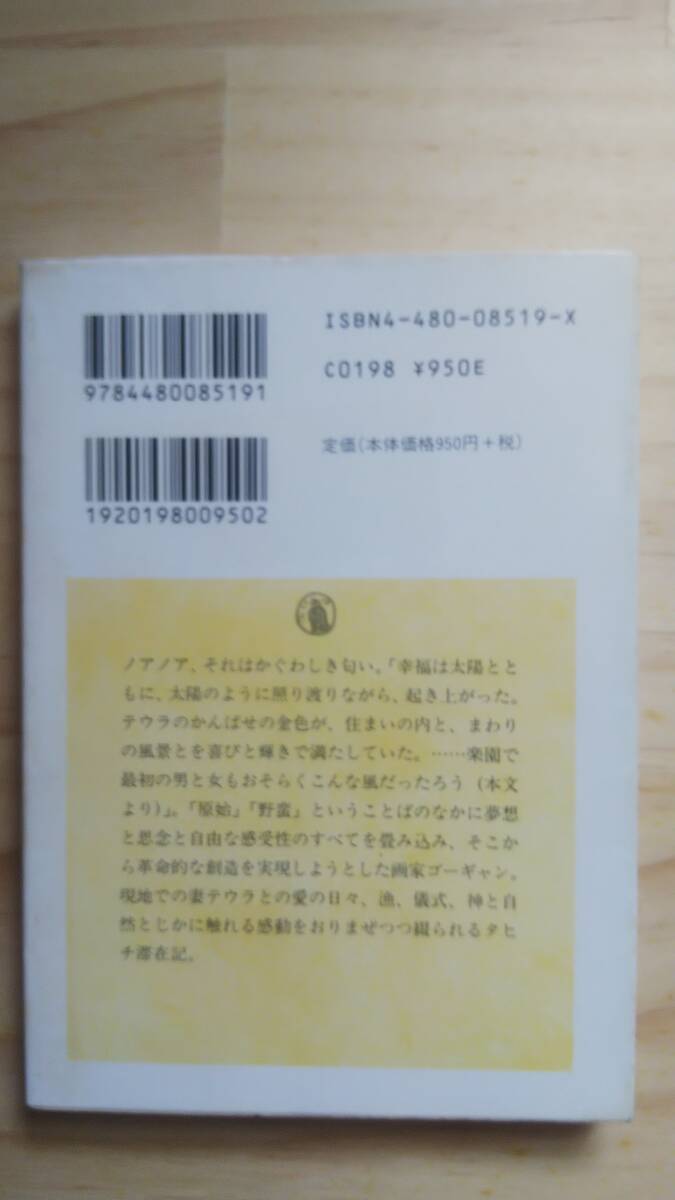 ISBN4-480-08519-X
9784480085191
C0198 ¥950E
定価(本体価格950円+税)
1920198009502
ノアノア、それはかぐわしき匂い。「幸福は太陽とと
もに、太陽のように照り渡りながら、起き上がった。
テウラのかんばせの金色が、住まいの内と、まわり
の風景とを喜びと輝きで満たしていた。……楽園で
最初の男と女もおそらくこんな風だったろう(本文
より)」。「原始」「野蛮」ということばのなかに夢想
と思念と自由な感受性のすべてを畳み込み、そこか
ら革命的な創造を実現しようとした画家ゴーギャン。
現地での妻テウラとの愛の日々、漁、儀式、神と自
然とじかに触れる感動をおりまぜつつ綴られるタヒ
チ滞在記。